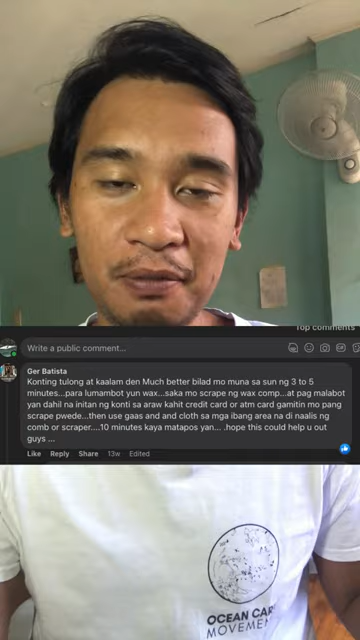 Top comments
Write a public comment...
Ger Batista
Konting tulong at kaalam den Much better bilad mo muna sa sun ng 3 to 5
minutes...para lumambot yun wax...saka mo scrape ng wax comp...at pag malabot
yan dahil na initan ng konti sa araw kahit credit card or atm card gamitin mo pang
scrape pwede...then use gaas and and cloth sa mga ibang area na di naalis ng
comb or scraper....10 minutes kaya matapos yan... .hope this could help u out
guys ...
Like Reply Share 13w Edited
OCEAN CAR
MOVEMEN